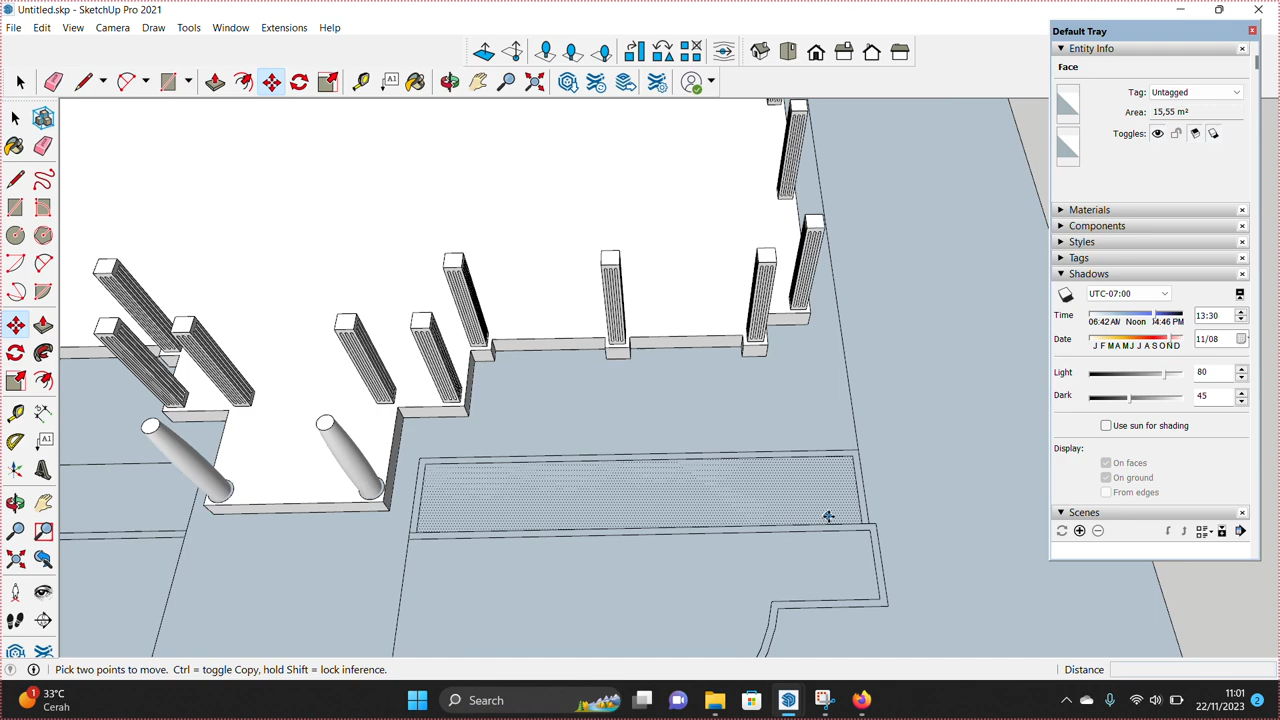 Untitled.skp - SketchUp Pro 2021
File Edit View Camera Draw Tools Window Extensions Help
Default Tray
Entity Info
Face
Tag: Untagged
Area: 15,55 m²
Toggles:
Materials
Components
Styles
Tags
Shadows
UTC-07:00
Time 06:42 AM Noon 04:46 PM 13:30
Date J F M A M J J A S O N D 11/08
Light 80
Dark 45
Use sun for shading
Display:
On faces
On ground
From edges
Scenes
A1
A1
Pick two points to move. Ctrl = toggle Copy, hold Shift = lock inference.
Distance
1
33°C
Cerah
Search
11:01
22/11/2023
2